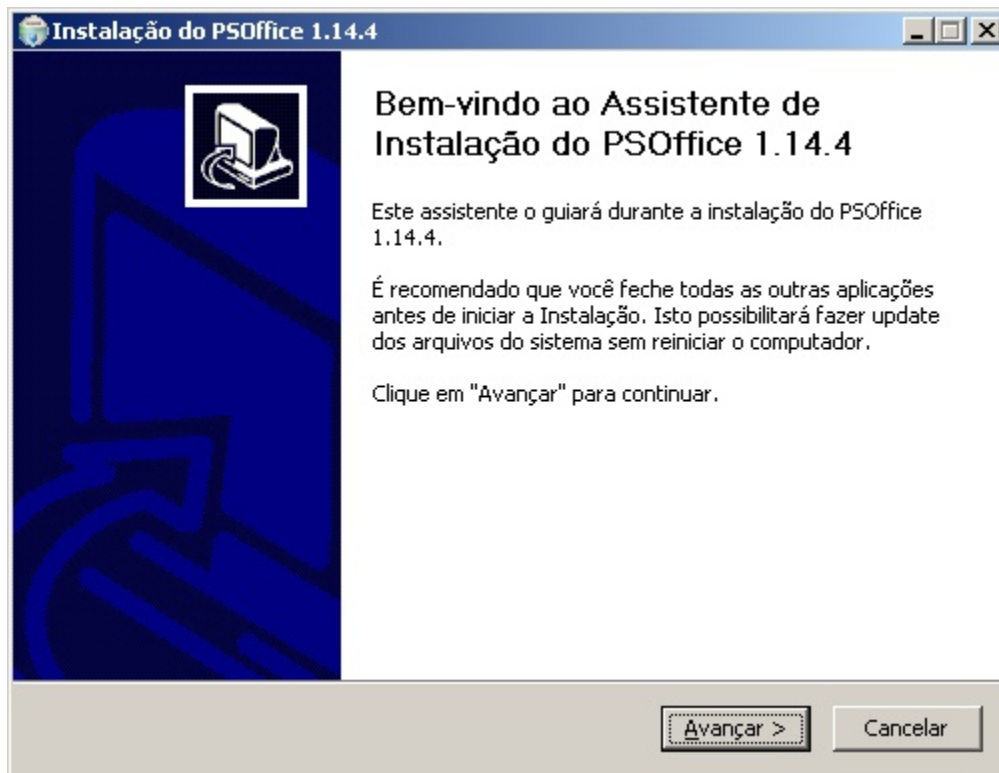 Instalação do PSOffice 1.14.4
Bem-vindo ao Assistente de
Instalação do PSOffice 1.14.4
Este assistente o guiará durante a instalação do PSOffice
1.14.4.
É recomendado que você feche todas as outras aplicações
antes de iniciar a Instalação. Isto possibilitará fazer update
dos arquivos do sistema sem reiniciar o computador.
Clique em "Avançar" para continuar.
Avançar >
Cancelar